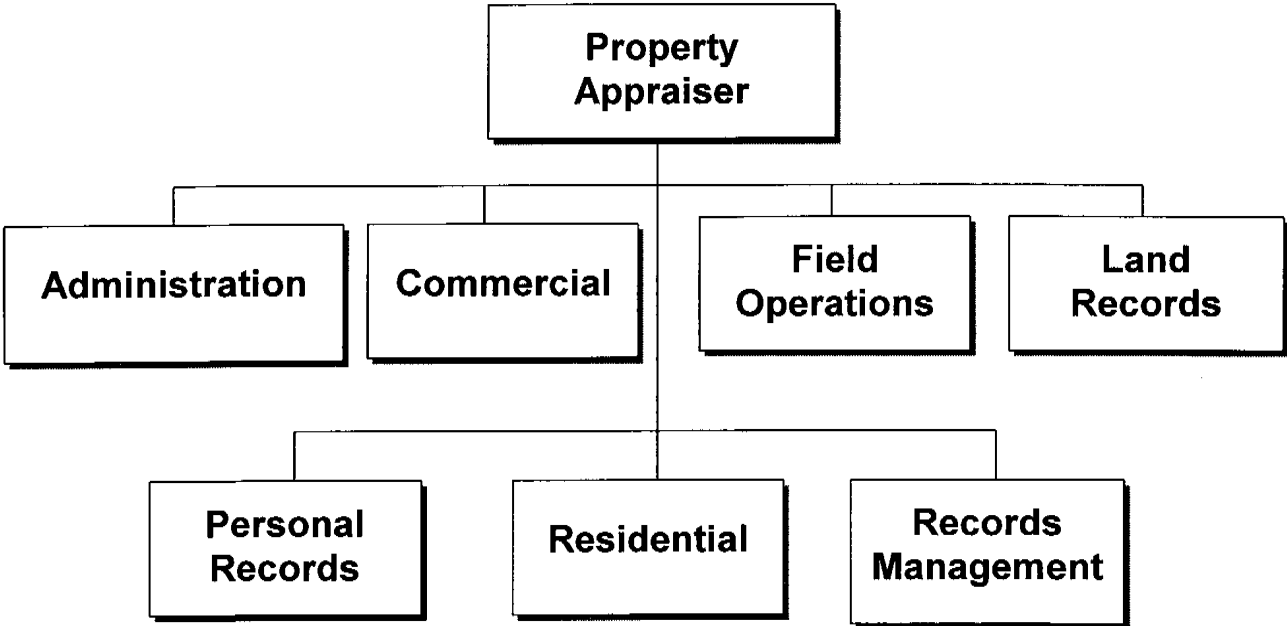 Property
Appraiser
Administration
Commercial
Field
Operations
Land
Records
Personal
Records
Residential
Records
Management